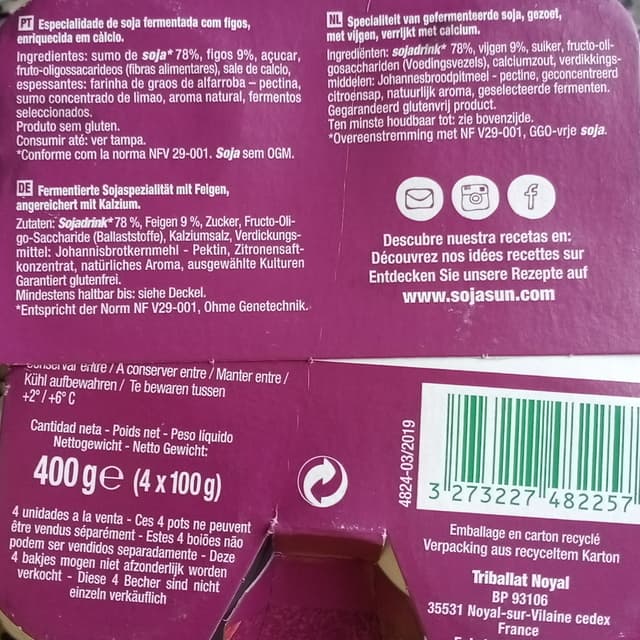 PT Especialidade de soja fermentada com figos,
enriquecida em càlcio.
Ingredientes: sumo de soja* 78%, figos 9%, açucar,
fruto-oligossacarideos (fibras alimentares), sale de calcio,
espessantes: farinha de graos de alfarroba – pectina,
sumo concentrado de limao, aroma natural, fermentos
seleccionados.
Produto sem gluten.
Consumir até: ver tampa.
*Conforme com la norma NFV 29-001. Soja sem OGM.
DE Fermentierte Sojaspezialität mit Feigen,
angereichert mit Kalzium.
Zutaten: Sojadrink* 78 %, Feigen 9 %, Zucker, Fructo-Oli-
go-Saccharide (Ballaststoffe), Kalziumsalz, Verdickungs-
mittel: Johannisbrotkernmehl - Pektin, Zitronensaft-
konzentrat, natürliches Aroma, ausgewählte Kulturen
Garantiert glutenfrei.
Mindestens haltbar bis: siehe Deckel.
*Entspricht der Norm NF V29-001, Ohne Genetechnik.
NL Specialiteit van gefermenteerde soja, gezoet,
met vijgen, verrijkt met calcium.
Ingrediënten: sojadrink* 78%, vijgen 9%, suiker, fructo-oli-
gosacchariden (Voedingsvezels), calciumzout, verdikkings-
middelen: Johannesbroodpitmeel - pectine, geconcentreerd
citroensap, natuurlijk aroma, geselecteerde fermenten.
Gegarandeerd glutenvrij product.
Ten minste houdbaar tot: zie bovenzijde.
*Overeenstremming met NF V29-001, GGO-vrje soja.
Descubre nuestra recetas en:
Découvrez nos idées recettes sur
Entdecken Sie unsere Rezepte auf
www.sojasun.com
Conservar entre / A conserver entre / Manter entre /
Kühl aufbewahren / Te bewaren tussen
+2° / +6° C
Cantidad neta - Poids net - Peso líquido
Nettogewicht - Netto Gewicht:
400 g e (4 x 100 g)
4 unidades a la venta - Ces 4 pots ne peuvent
être vendus séparément - Estes 4 boiões não
podem ser vendidos separadamente - Deze
4 bakjes mogen niet afzonderlijk worden
verkocht - Diese 4 Becher sind nicht
einzeln verkäuflich
4824-03/2019
3 273227 482257
Emballage en carton recyclé
Verpacking aus recyceltem Karton
Triballat Noyal
BP 93106
35531 Noyal-sur-Vilaine cedex
France